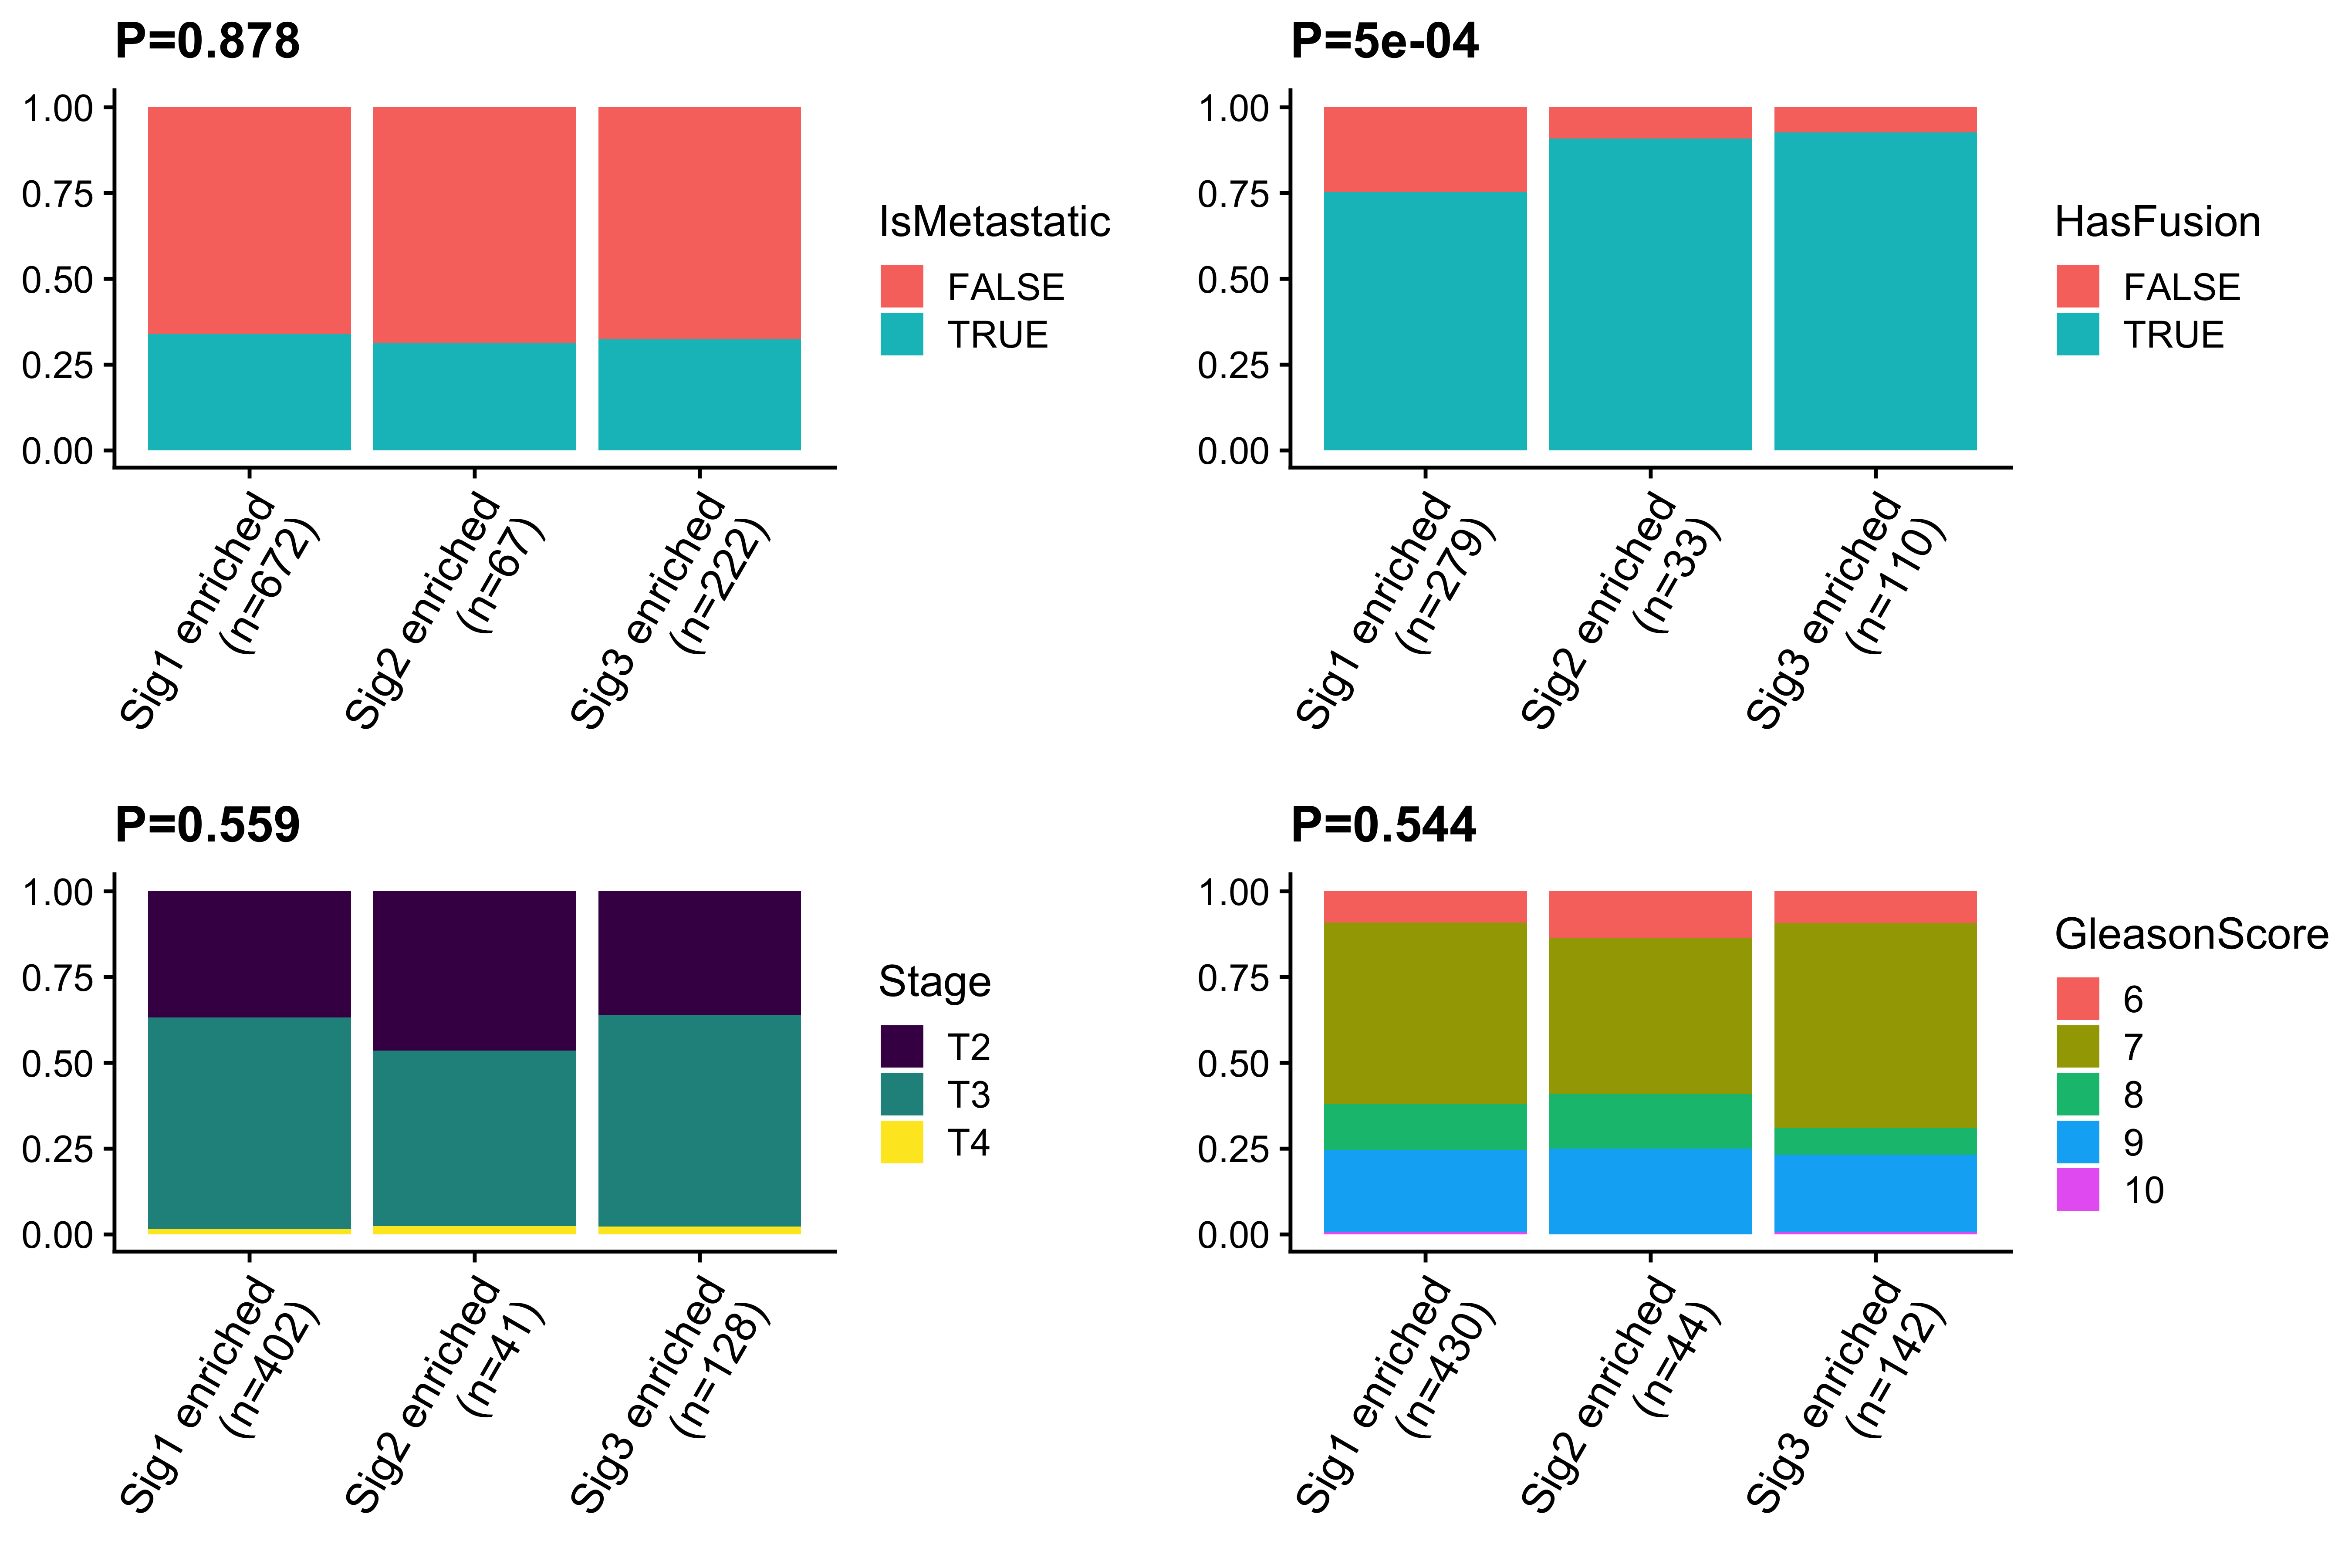 P=0.878
1.00
0.75
0.50
0.25
0.00
Sig1 enriched
(n=672)
Sig2 enriched
(n=67)
Sig3 enriched
(n=222)
IsMetastatic
FALSE
TRUE
P=5e-04
1.00
0.75
0.50
0.25
0.00
Sig1 enriched
(n=279)
Sig2 enriched
(n=33)
Sig3 enriched
(n=110)
HasFusion
FALSE
TRUE
P=0.559
1.00
0.75
0.50
0.25
0.00
Sig1 enriched
(n=402)
Sig2 enriched
(n=41)
Sig3 enriched
(n=128)
Stage
T2
T3
T4
P=0.544
1.00
0.75
0.50
0.25
0.00
Sig1 enriched
(n=430)
Sig2 enriched
(n=44)
Sig3 enriched
(n=142)
GleasonScore
6
7
8
9
10